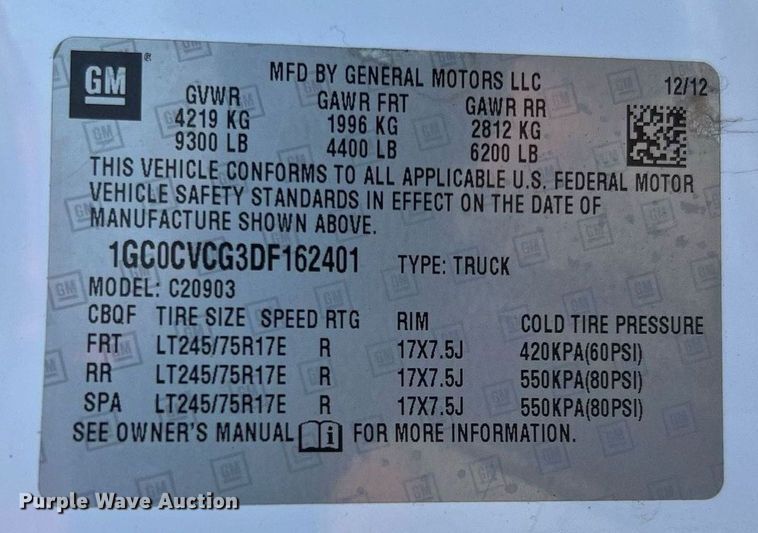 GM ®
MFD BY GENERAL MOTORS LLC 12/12
GVWR GAWR FRT GAWR RR
4219 KG 1996 KG 2812 KG
9300 LB 4400 LB 6200 LB
THIS VEHICLE CONFORMS TO ALL APPLICABLE U.S. FEDERAL MOTOR
VEHICLE SAFETY STANDARDS IN EFFECT ON THE DATE OF
MANUFACTURE SHOWN ABOVE.
1GC0CVCG3DF162401 TYPE: TRUCK
MODEL: C20903
CBQF TIRE SIZE SPEED RTG RIM COLD TIRE PRESSURE
FRT LT245/75R17E R 17X7.5J 420KPA(60PSI)
RR LT245/75R17E R 17X7.5J 550KPA(80PSI)
SPA LT245/75R17E R 17X7.5J 550KPA(80PSI)
SEE OWNER'S MANUAL i FOR MORE INFORMATION.
Purple Wave Auction